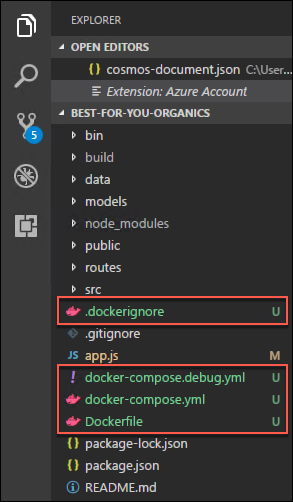 EXPLORER
OPEN EDITORS
{} cosmos-document.json C:\User...
Extension: Azure Account
BEST-FOR-YOU-ORGANICS
bin
build
data
models
5
node_modules
public
routes
src
.dockerignore U
.gitignore
JS app.js M
! docker-compose.debug.yml U
docker-compose.yml U
Dockerfile U
{} package-lock.json
{} package.json
README.md